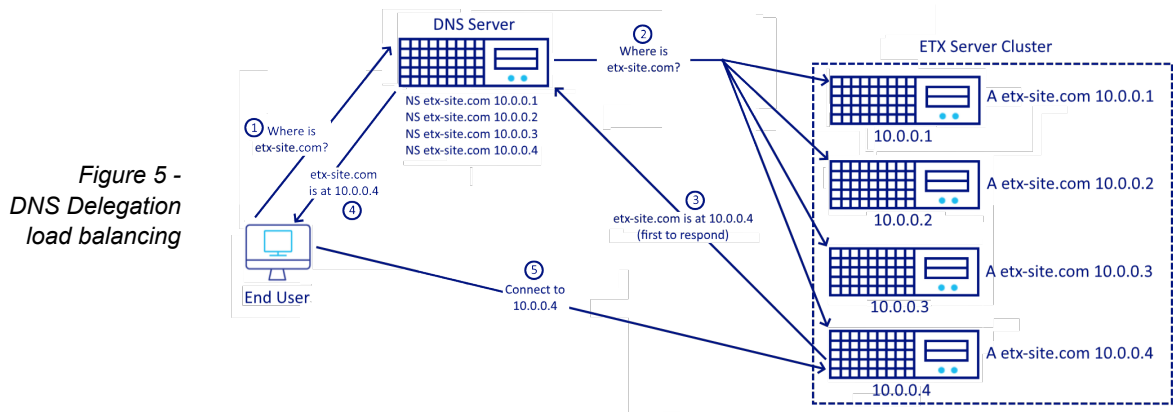 Figure 5 -
DNS Delegation
load balancing
DNS Server
NS etx-site.com 10.0.0.1
NS etx-site.com 10.0.0.2
NS etx-site.com 10.0.0.3
NS etx-site.com 10.0.0.4
1 Where is
etx-site.com?
2
Where is
etx-site.com?
3
etx-site.com is at 10.0.0.4
(first to respond)
etx-site.com
is at 10.0.0.4
4
5
Connect to
10.0.0.4
End User
ETX Server Cluster
A etx-site.com 10.0.0.1
10.0.0.1
A etx-site.com 10.0.0.2
10.0.0.2
A etx-site.com 10.0.0.3
10.0.0.3
A etx-site.com 10.0.0.4
10.0.0.4